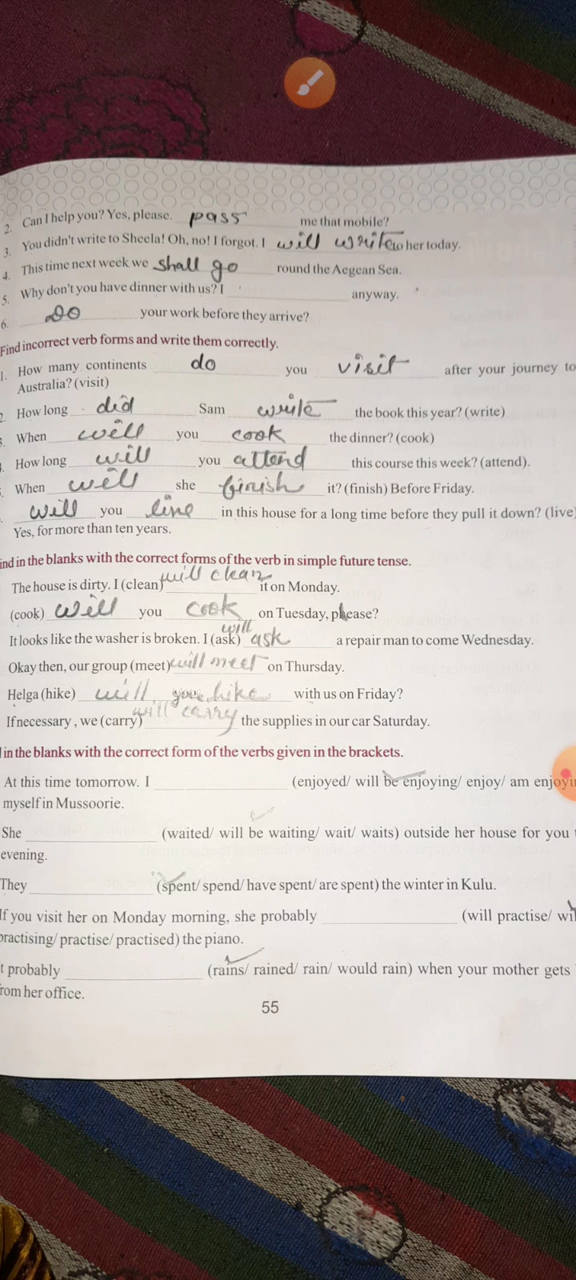 2. Can I help you? Yes, please. pass me that mobile?
3. You didn't write to Sheela! Oh, no! I forgot. I will write to her today.
4. This time next week we shall go round the Aegean Sea.
5. Why don't you have dinner with us? I ____ anyway.
6. Do your work before they arrive?
Find incorrect verb forms and write them correctly.
1. How many continents do you visit after your journey to
Australia? (visit)
2. How long did Sam write the book this year? (write)
When will you cook the dinner? (cook)
How long will you attend this course this week? (attend).
When will she finish it? (finish) Before Friday.
will you line in this house for a long time before they pull it down? (live)
Yes, for more than ten years.
ind in the blanks with the correct forms of the verb in simple future tense.
The house is dirty. I (clean) will clean it on Monday.
(cook) will you cook on Tuesday, please?
It looks like the washer is broken. I (ask) will ask a repair man to come Wednesday.
Okay then, our group (meet) will meet on Thursday.
Helga (hike) will hike with us on Friday?
If necessary, we (carry) will carry the supplies in our car Saturday.
l in the blanks with the correct form of the verbs given in the brackets.
At this time tomorrow. I ____ (enjoyed/ will be enjoying/ enjoy/ am enjoyi
myself in Mussoorie.
She ____ (waited/ will be waiting/ wait/ waits) outside her house for you
evening.
They ____ (spent/ spend/ have spent/ are spent) the winter in Kulu.
If you visit her on Monday morning, she probably ____ (will practise/ wil
practising/ practise/ practised) the piano.
t probably ____ (rains/ rained/ rain/ would rain) when your mother gets
from her office.
55